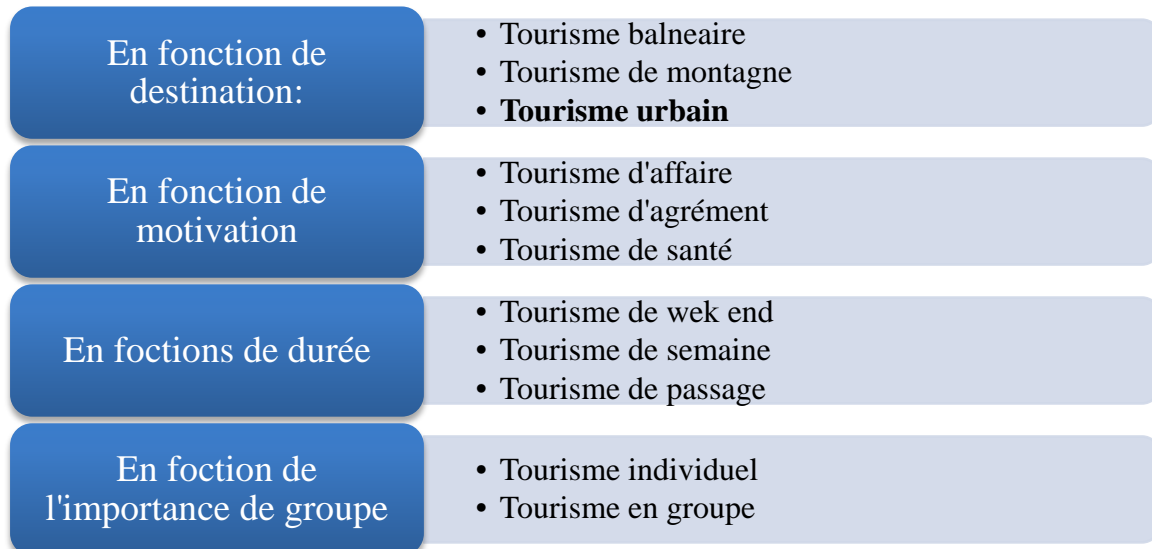 En fonction de
destination:
• Tourisme balneaire
• Tourisme de montagne
• Tourisme urbain
En fonction de
motivation
• Tourisme d'affaire
• Tourisme d'agrément
• Tourisme de santé
En foctions de durée
• Tourisme de wek end
• Tourisme de semaine
• Tourisme de passage
En foction de
l'importance de groupe
• Tourisme individuel
• Tourisme en groupe